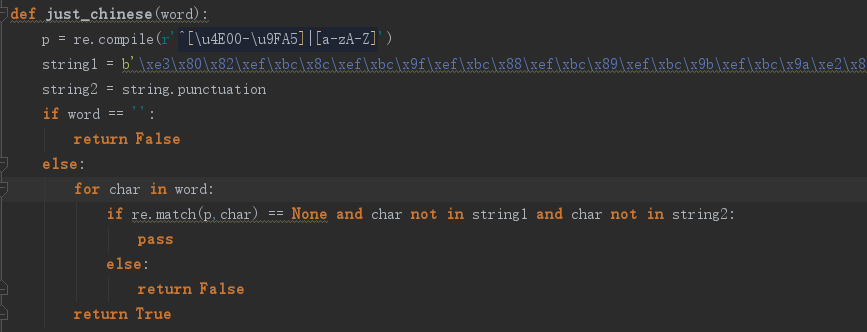 def just_chinese(word):
    p = re.compile(r'^[\u4E00-\u9FA5]|[a-zA-Z]')
    string1 = b'\xe3\x80\x82\xef\xbc\x8c\xef\xbc\x9f\xef\xbc\x88\xef\xbc\x89\xef\xbc\x9b\xef\xbc\x9a\xe2\x8
    string2 = string.punctuation
    if word == '':
        return False
    else:
        for char in word:
            if re.match(p,char) == None and char not in string1 and char not in string2:
                pass
            else:
                return False
        return True